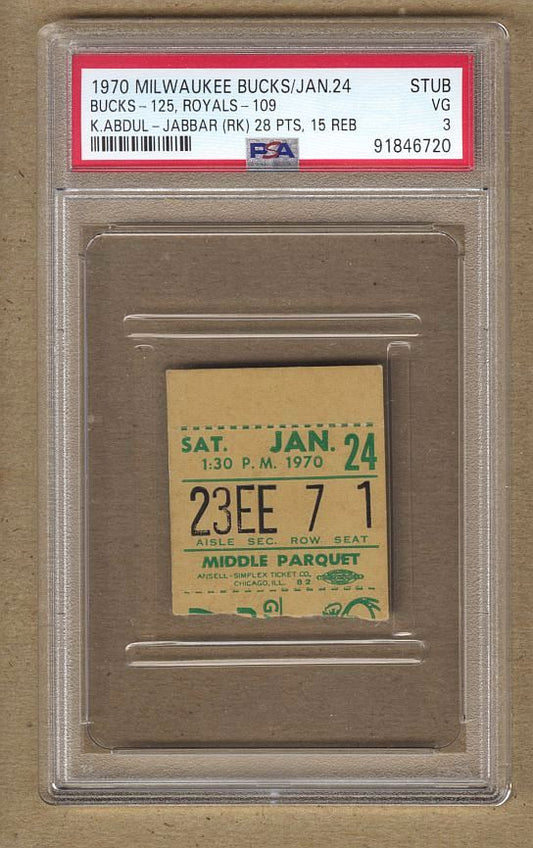 1970 MILWAUKEE BUCKS/JAN.24 STUB
BUCKS - 125, ROYALS - 109 VG
K.ABDUL - JABBAR (RK) 28 PTS, 15 REB 3
PSA 91846720
SAT. JAN. 24
1:30 P.M. 1970
23EE 7 1
AISLE SEC. ROW SEAT
MIDDLE PARQUET
ANSELL-SIMPLEX TICKET CO,
CHICAGO, ILL. 82